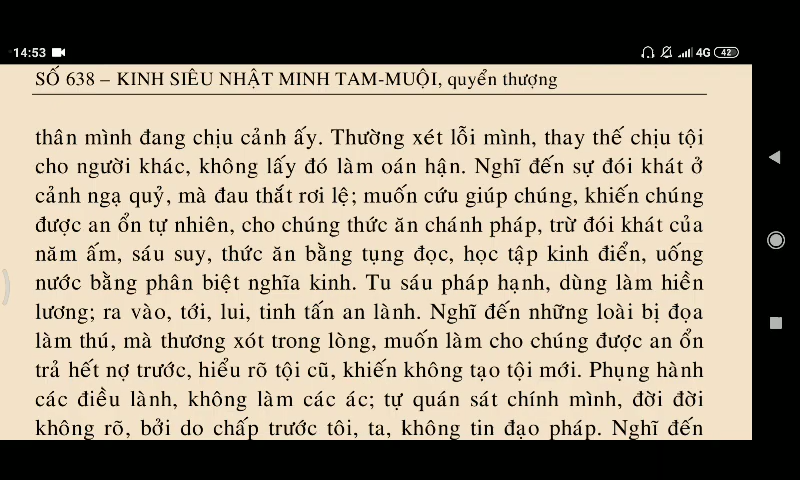 14:53
4G 42
SỐ 638 – KINH SIÊU NHẬT MINH TAM-MUỘI, quyển thượng
thân mình đang chịu cảnh ấy. Thường xét lỗi mình, thay thế chịu tội
cho người khác, không lấy đó làm oán hận. Nghĩ đến sự đói khát ở
cảnh ngạ quỷ, mà đau thắt rơi lệ; muốn cứu giúp chúng, khiến chúng
được an ổn tự nhiên, cho chúng thức ăn chánh pháp, trừ đói khát của
năm ấm, sáu suy, thức ăn bằng tụng đọc, học tập kinh điển, uống
nước bằng phân biệt nghĩa kinh. Tu sáu pháp hạnh, dùng làm hiền
lương; ra vào, tới, lui, tinh tấn an lành. Nghĩ đến những loài bị đọa
làm thú, mà thương xót trong lòng, muốn làm cho chúng được an ổn
trả hết nợ trước, hiểu rõ tội cũ, khiến không tạo tội mới. Phụng hành
các điều lành, không làm các ác; tự quán sát chính mình, đời đời
không rõ, bởi do chấp trước tôi, ta, không tin đạo pháp. Nghĩ đến